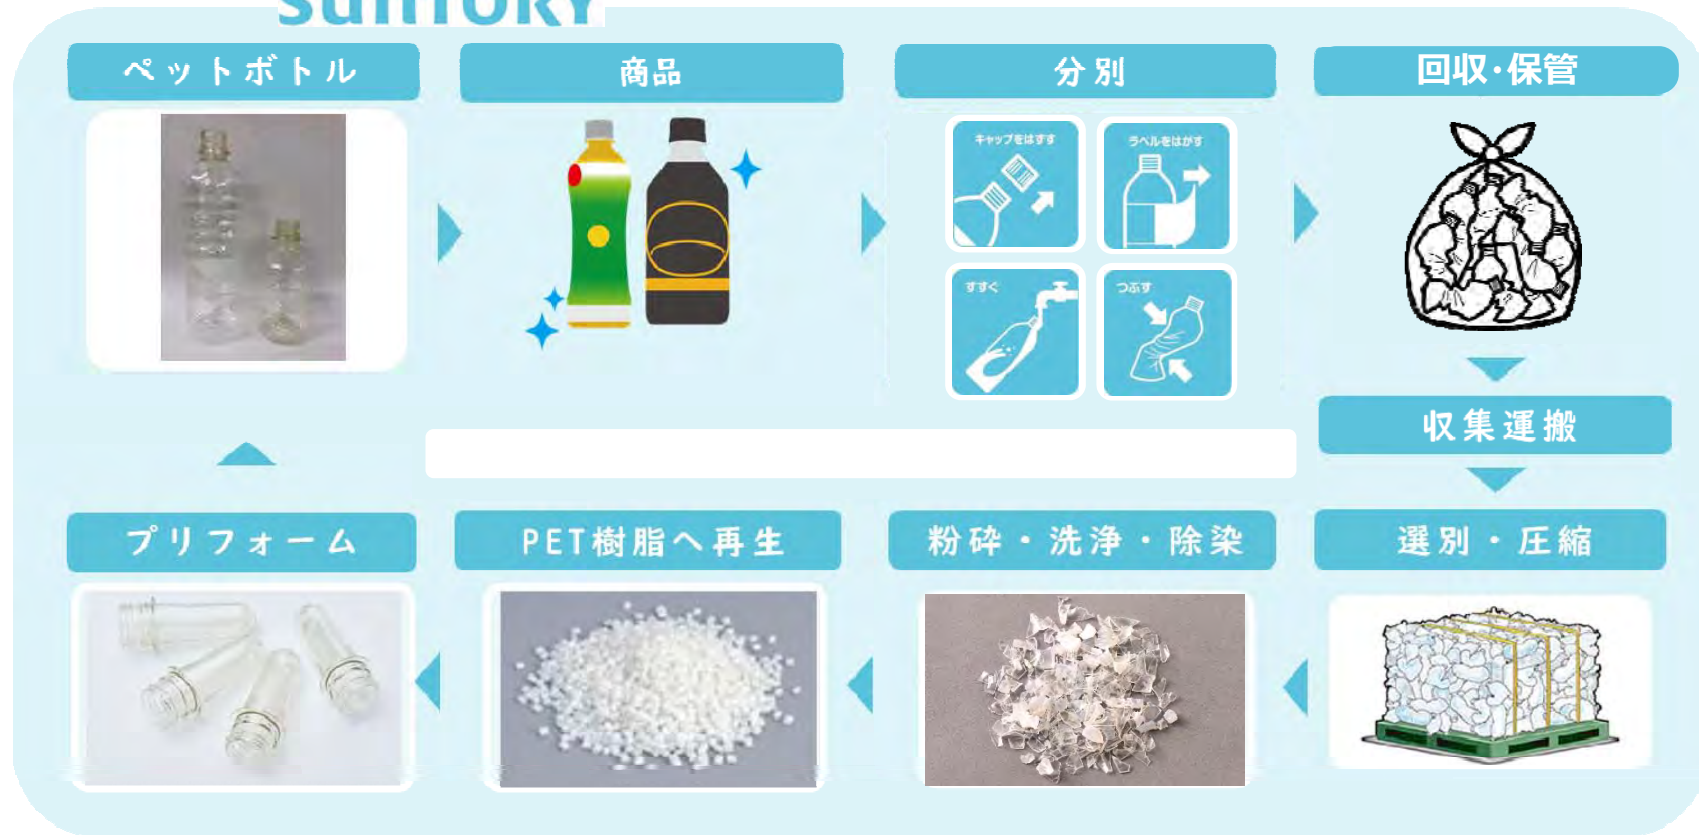 SUNTORY
ペットボトル
商品
分別
回収・保管
キャップをはずす
ラベルをはがす
すすぐ
つぶす
収集運搬
プリフォーム
PET樹脂へ再生
粉砕・洗浄・除染
選別・圧縮